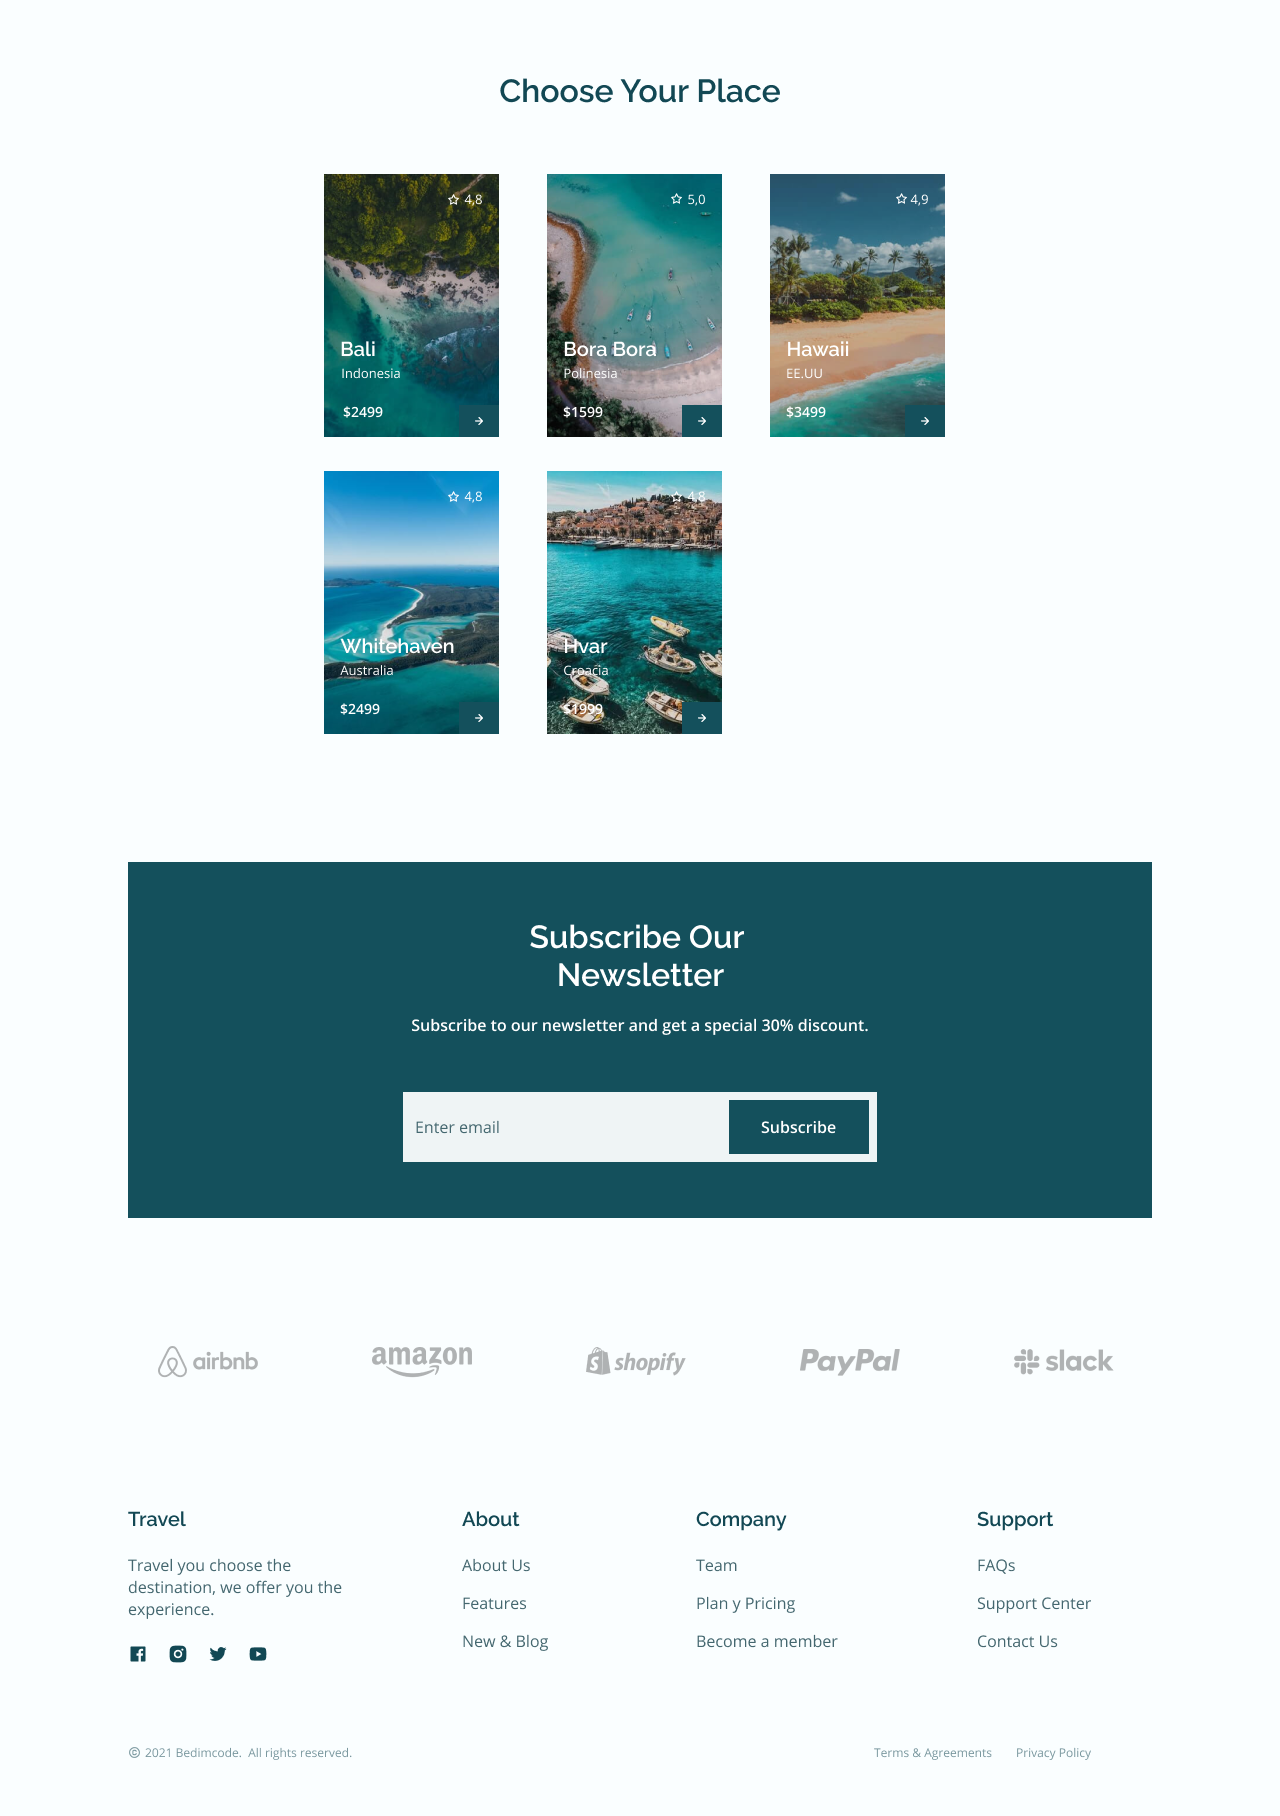 Choose Your Place
4,8
Bali
Indonesia
$2499
5,0
Bora Bora
Polinesia
$1599
4,9
Hawaii
EE.UU
$3499
4,8
Whitehaven
Australia
$2499
4,8
Hvar
Croacia
$1999
Subscribe Our
Newsletter
Subscribe to our newsletter and get a special 30% discount.
Enter email
Subscribe
airbnb
amazon
shopify
PayPal
slack
Travel
Travel you choose the
destination, we offer you the
experience.
About
About Us
Features
New & Blog
Company
Team
Plan y Pricing
Become a member
Support
FAQs
Support Center
Contact Us
© 2021 Bedimcode. All rights reserved.
Terms & Agreements
Privacy Policy